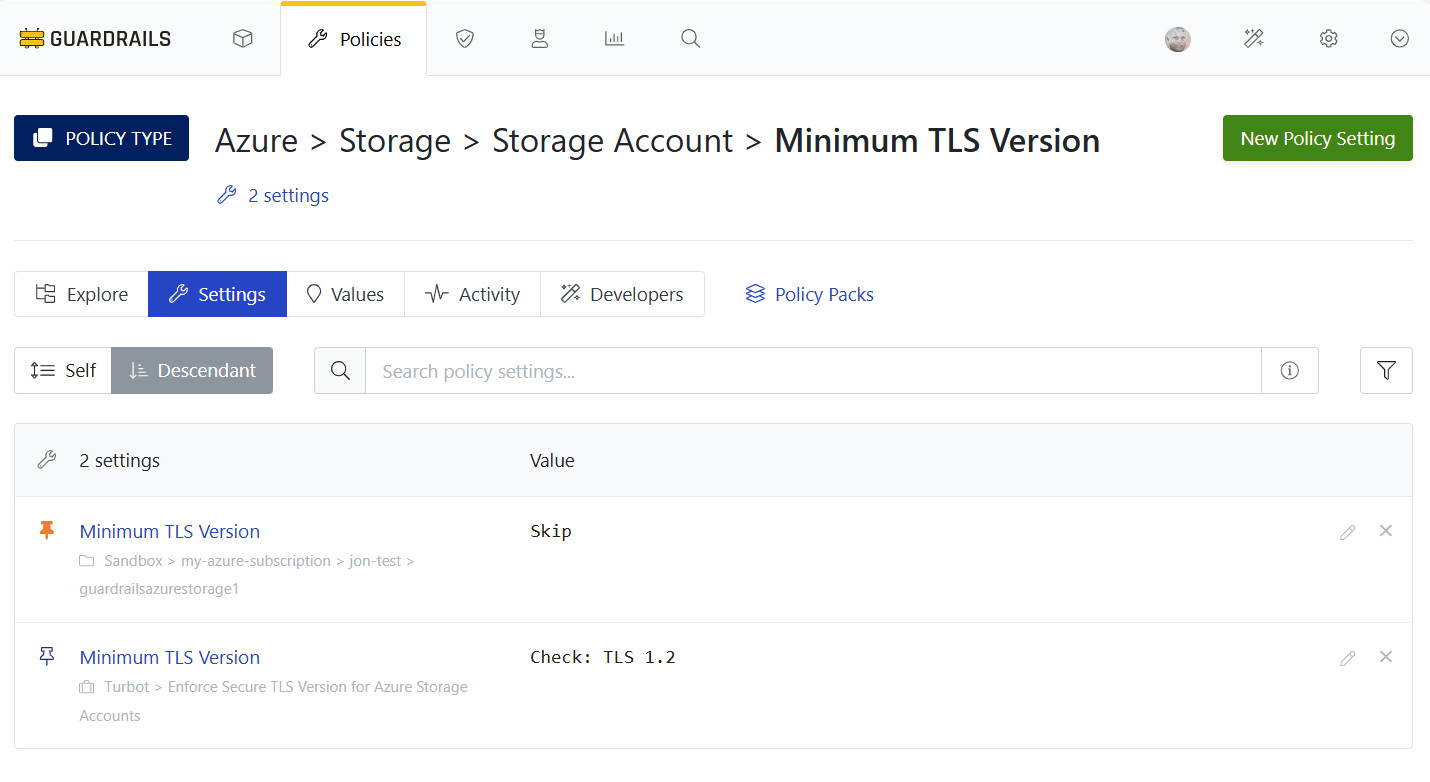 GUARDRAILS
Policies
POLICY TYPE
Azure > Storage > Storage Account > Minimum TLS Version
New Policy Setting
2 settings
Explore
Settings
Values
Activity
Developers
Policy Packs
Self
Descendant
Search policy settings...
2 settings
Value
Minimum TLS Version
Skip
Sandbox > my-azure-subscription > jon-test >
guardrailsazurestorage1
Minimum TLS Version
Check: TLS 1.2
Turbot > Enforce Secure TLS Version for Azure Storage
Accounts